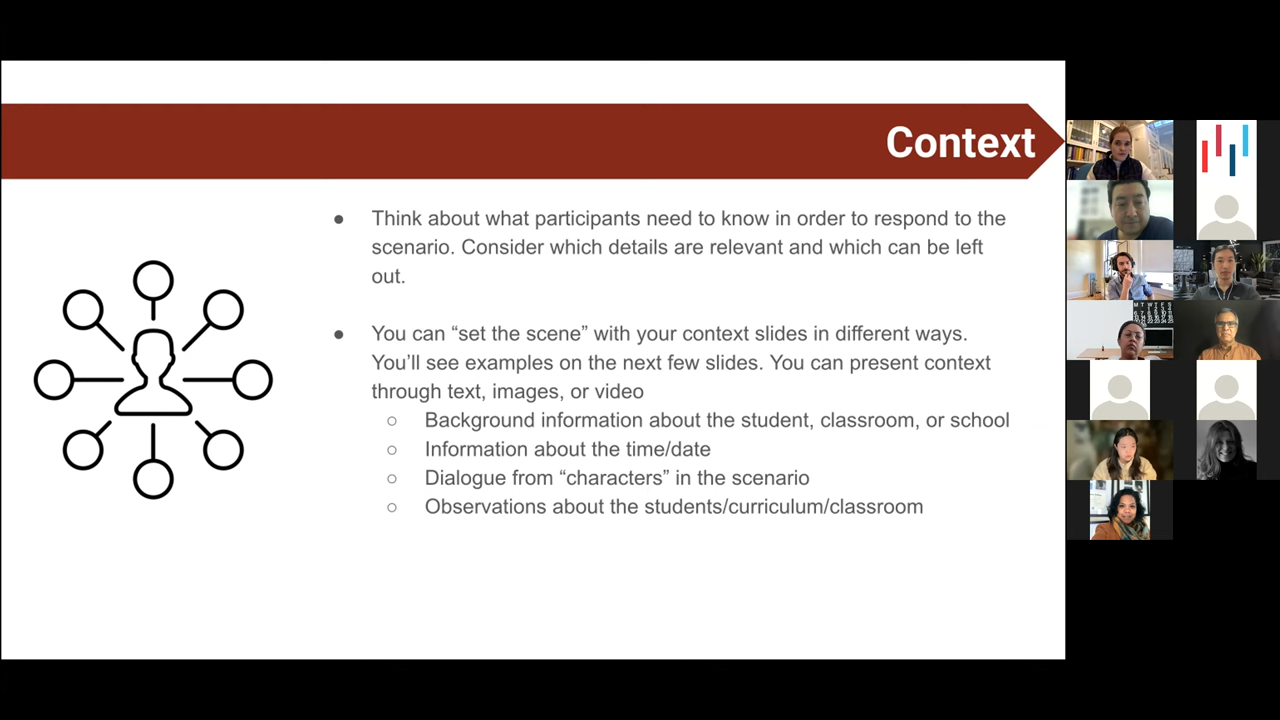 Context
● Think about what participants need to know in order to respond to the
scenario. Consider which details are relevant and which can be left
out.
● You can “set the scene” with your context slides in different ways.
You’ll see examples on the next few slides. You can present context
through text, images, or video
○ Background information about the student, classroom, or school
○ Information about the time/date
○ Dialogue from “characters” in the scenario
○ Observations about the students/curriculum/classroom